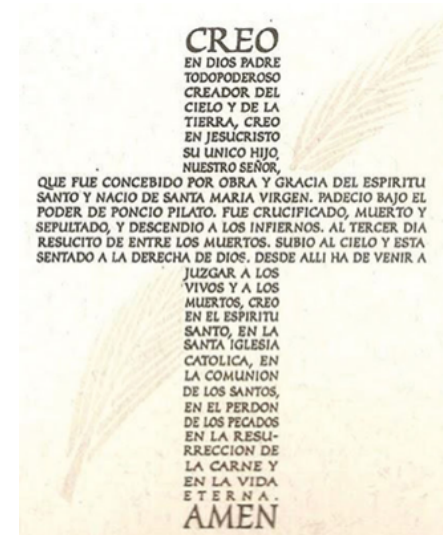 CREO
EN DIOS PADRE
TODOPODEROSO
CREADOR DEL
CIELO Y DE LA
TIERRA, CREO
EN JESUCRISTO
SU UNICO HIJO,
NUESTRO SEÑOR,
QUE FUE CONCEBIDO POR OBRA Y GRACIA DEL ESPIRITU
SANTO Y NACIO DE SANTA MARIA VIRGEN. PADECIO BAJO EL
PODER DE PONCIO PILATO. FUE CRUCIFICADO, MUERTO Y
SEPULTADO, Y DESCENDIO A LOS INFIERNOS. AL TERCER DIA
RESUCITO DE ENTRE LOS MUERTOS. SUBIO AL CIELO Y ESTA
SENTADO A LA DERECHA DE DIOS. DESDE ALLI HA DE VENIR A
JUZGAR A LOS
VIVOS Y A LOS
MUERTOS, CREO
EN EL ESPIRITU
SANTO, EN LA
SANTA IGLESIA
CATOLICA, EN
LA COMUNION
DE LOS SANTOS,
EN EL PERDON
DE LOS PECADOS
EN LA RESU-
RRECCION DE
LA CARNE Y
EN LA VIDA
ETERNA.
AMEN